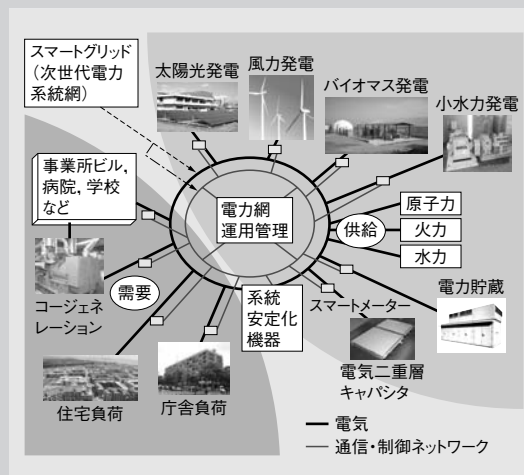 スマートグリッド
（次世代電力
系統網）
太陽光発電
風力発電
バイオマス発電
小水力発電
事業所ビル，
病院，学校
など
電力網
運用管理
供給
原子力
火力
水力
コージェネ
レーション
需要
系統
安定化
機器
スマートメーター
電力貯蔵
電気二重層
キャパシタ
住宅負荷
庁舎負荷
電気
通信・制御ネットワーク